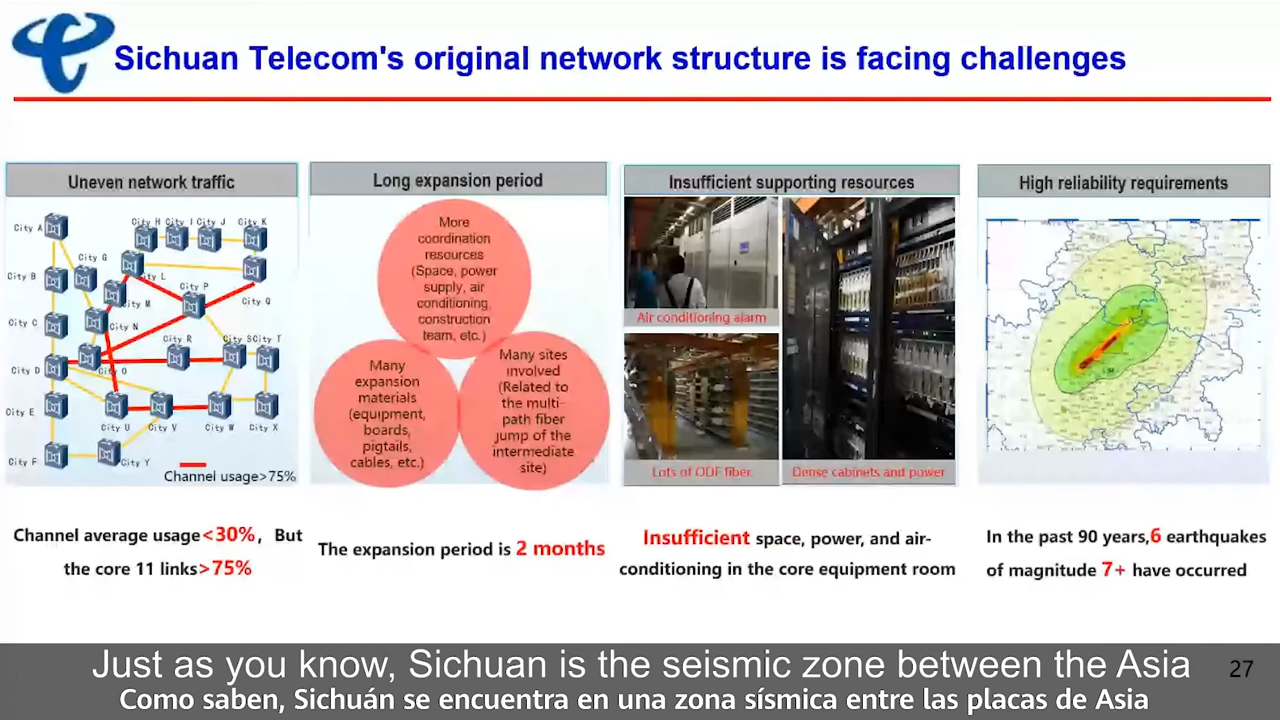 Sichuan Telecom's original network structure is facing challenges
Uneven network traffic
City A
City B
City C
City D
City E
City F
City G
City H
City I
City J
City K
City L
City M
City N
City O
City P
City Q
City R
City S
City T
City U
City V
City W
City X
City Y
Channel usage>75%
Channel average usage<30%, But
the core 11 links>75%
Long expansion period
More
coordination
resources
(Space, power
supply, air
conditioning,
construction
team, etc.)
Many
expansion
materials
(equipment,
boards,
pigtails,
cables, etc.)
Many sites
involved
(Related to
the multi-
path fiber
jump of the
intermediate
site)
The expansion period is 2 months
Insufficient supporting resources
Air conditioning alarm
Lots of ODF fiber
Dense cabinets and power
Insufficient space, power, and air-
conditioning in the core equipment room
High reliability requirements
In the past 90 years,6 earthquakes
of magnitude 7+ have occurred
Just as you know, Sichuan is the seismic zone between the Asia
Como saben, Sichuán se encuentra en una zona sísmica entre las placas de Asia
27